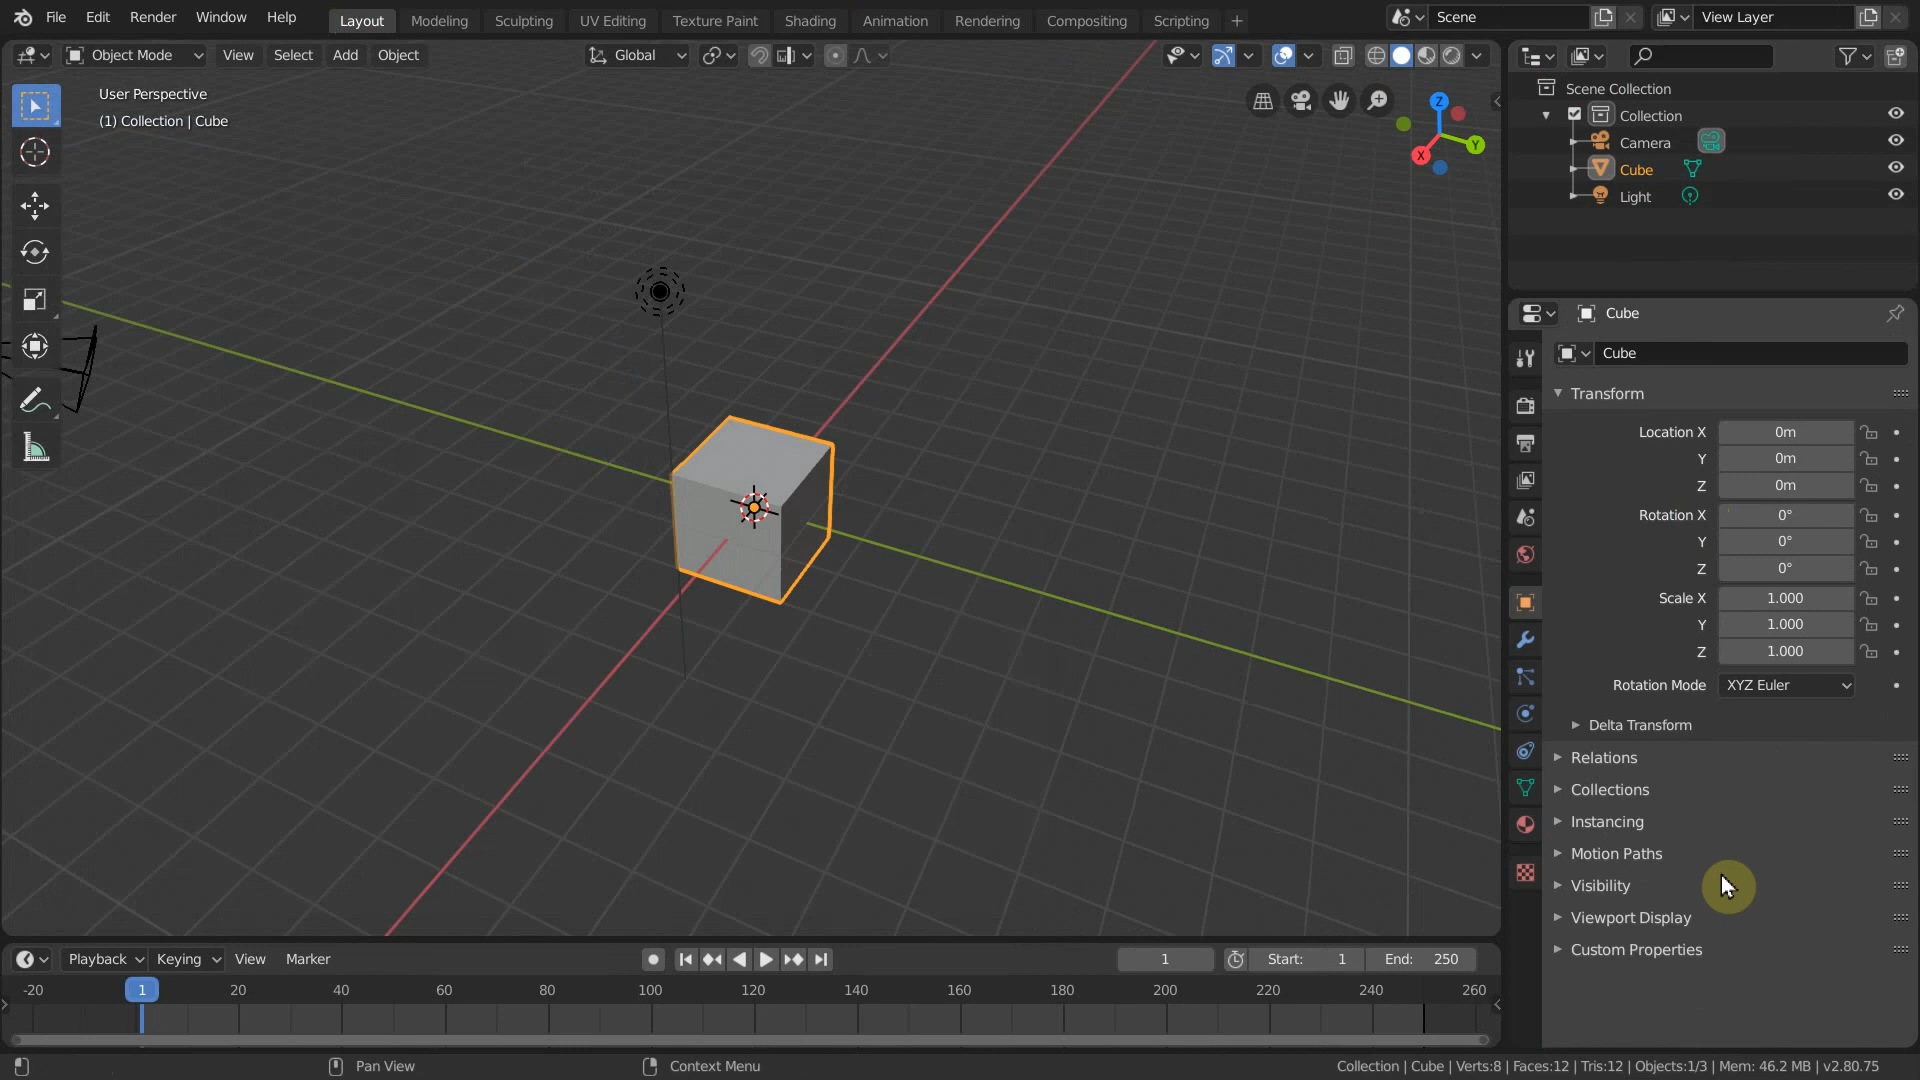 File Edit Render Window Help Layout Modeling Sculpting UV Editing Texture Paint Shading Animation Rendering Compositing Scripting + Scene View Layer
Object Mode View Select Add Object Global
User Perspective
(1) Collection | Cube
Z
Y
X
Scene Collection
Collection
Camera
Cube
Light
Cube
Cube
Transform
Location X 0m
Y 0m
Z 0m
Rotation X 0°
Y 0°
Z 0°
Scale X 1.000
Y 1.000
Z 1.000
Rotation Mode XYZ Euler
Delta Transform
Relations
Collections
Instancing
Motion Paths
Visibility
Viewport Display
Custom Properties
Playback Keying View Marker 1 Start: 1 End: 250
-20 1 20 40 60 80 100 120 140 160 180 200 220 240 260
Pan View Context Menu Collection | Cube | Verts:8 | Faces:12 | Tris:12 | Objects:1/3 | Mem: 46.2 MB | v2.80.75